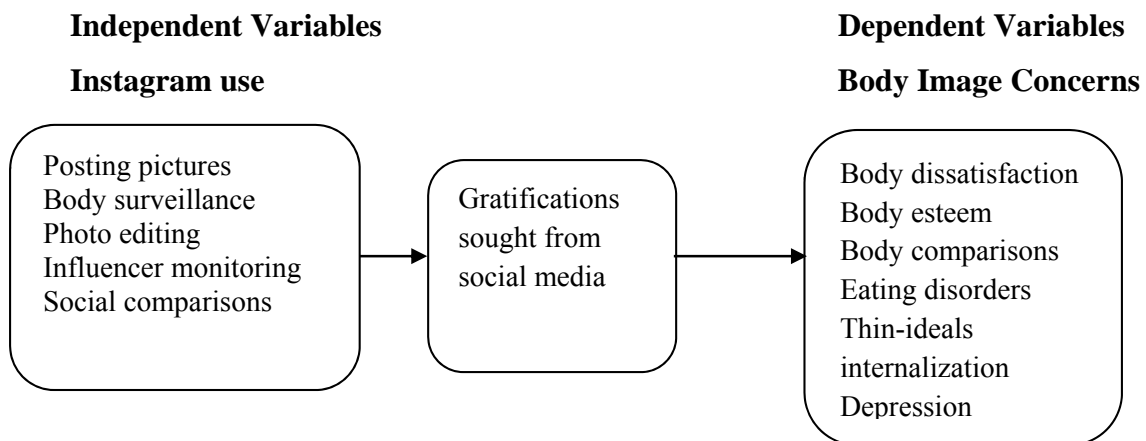 Independent Variables
Instagram use
Posting pictures
Body surveillance
Photo editing
Influencer monitoring
Social comparisons
Gratifications
sought from
social media
Dependent Variables
Body Image Concerns
Body dissatisfaction
Body esteem
Body comparisons
Eating disorders
Thin-ideals
internalization
Depression